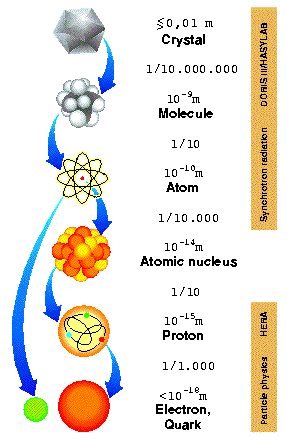 ≤0,01 m
Crystal
1/10.000.000
10⁻⁹m
Molecule
1/10
10⁻¹⁰m
Atom
1/10.000
10⁻¹⁴m
Atomic nucleus
1/10
10⁻¹⁵m
Proton
1/1.000
<10⁻¹⁸m
Electron,
Quark
DORIS III/HASYLAB
Synchrotron radiation
HERA
Particle physics